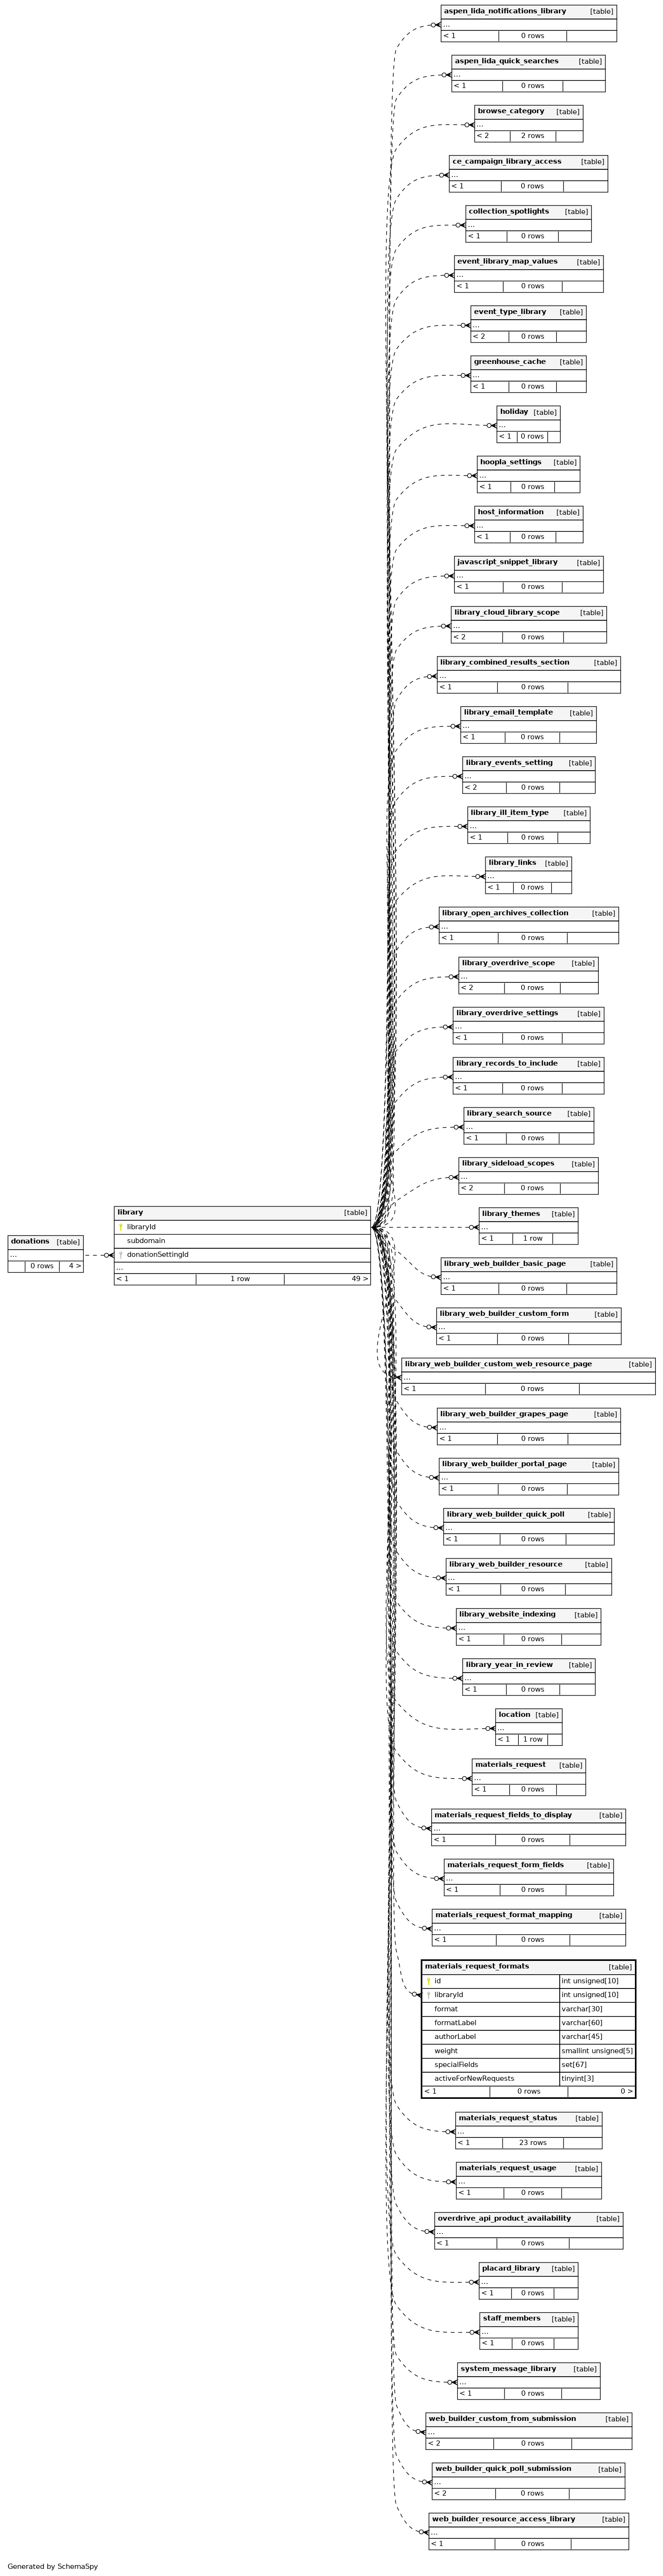 aspen_lida_notifications_library [table]
...
< 1 0 rows
aspen_lida_quick_searches [table]
...
< 1 0 rows
browse_category [table]
...
< 2 2 rows
ce_campaign_library_access [table]
...
< 1 0 rows
collection_spotlights [table]
...
< 1 0 rows
event_library_map_values [table]
...
< 1 0 rows
event_type_library [table]
...
< 2 0 rows
greenhouse_cache [table]
...
< 1 0 rows
holiday [table]
...
< 1 0 rows
hoopla_settings [table]
...
< 1 0 rows
host_information [table]
...
< 1 0 rows
javascript_snippet_library [table]
...
< 1 0 rows
library_cloud_library_scope [table]
...
< 2 0 rows
library_combined_results_section [table]
...
< 1 0 rows
library_email_template [table]
...
< 1 0 rows
library_events_setting [table]
...
< 2 0 rows
library_ill_item_type [table]
...
< 1 0 rows
library_links [table]
...
< 1 0 rows
library_open_archives_collection [table]
...
< 1 0 rows
library_overdrive_scope [table]
...
< 2 0 rows
library_overdrive_settings [table]
...
< 1 0 rows
library_records_to_include [table]
...
< 1 0 rows
library_search_source [table]
...
< 1 0 rows
library_sideload_scopes [table]
...
< 2 0 rows
donations [table]
...
0 rows 4 >
library [table]
libraryId
subdomain
donationSettingId
...
< 1 1 row 49 >
library_themes [table]
...
< 1 1 row
library_web_builder_basic_page [table]
...
< 1 0 rows
library_web_builder_custom_form [table]
...
< 1 0 rows
library_web_builder_custom_web_resource_page [table]
...
< 1 0 rows
library_web_builder_grapes_page [table]
...
< 1 0 rows
library_web_builder_portal_page [table]
...
< 1 0 rows
library_web_builder_quick_poll [table]
...
< 1 0 rows
library_web_builder_resource [table]
...
< 1 0 rows
library_website_indexing [table]
...
< 1 0 rows
library_year_in_review [table]
...
< 1 0 rows
location [table]
...
< 1 1 row
materials_request [table]
...
< 1 0 rows
materials_request_fields_to_display [table]
...
< 1 0 rows
materials_request_form_fields [table]
...
< 1 0 rows
materials_request_format_mapping [table]
...
< 1 0 rows
materials_request_formats [table]
id int unsigned[10]
libraryId int unsigned[10]
format varchar[30]
formatLabel varchar[60]
authorLabel varchar[45]
weight smallint unsigned[5]
specialFields set[67]
activeForNewRequests tinyint[3]
< 1 0 rows 0 >
materials_request_status [table]
...
< 1 23 rows
materials_request_usage [table]
...
< 1 0 rows
overdrive_api_product_availability [table]
...
< 1 0 rows
placard_library [table]
...
< 1 0 rows
staff_members [table]
...
< 1 0 rows
system_message_library [table]
...
< 1 0 rows
web_builder_custom_from_submission [table]
...
< 2 0 rows
web_builder_quick_poll_submission [table]
...
< 2 0 rows
web_builder_resource_access_library [table]
...
< 1 0 rows
Generated by SchemaSpy